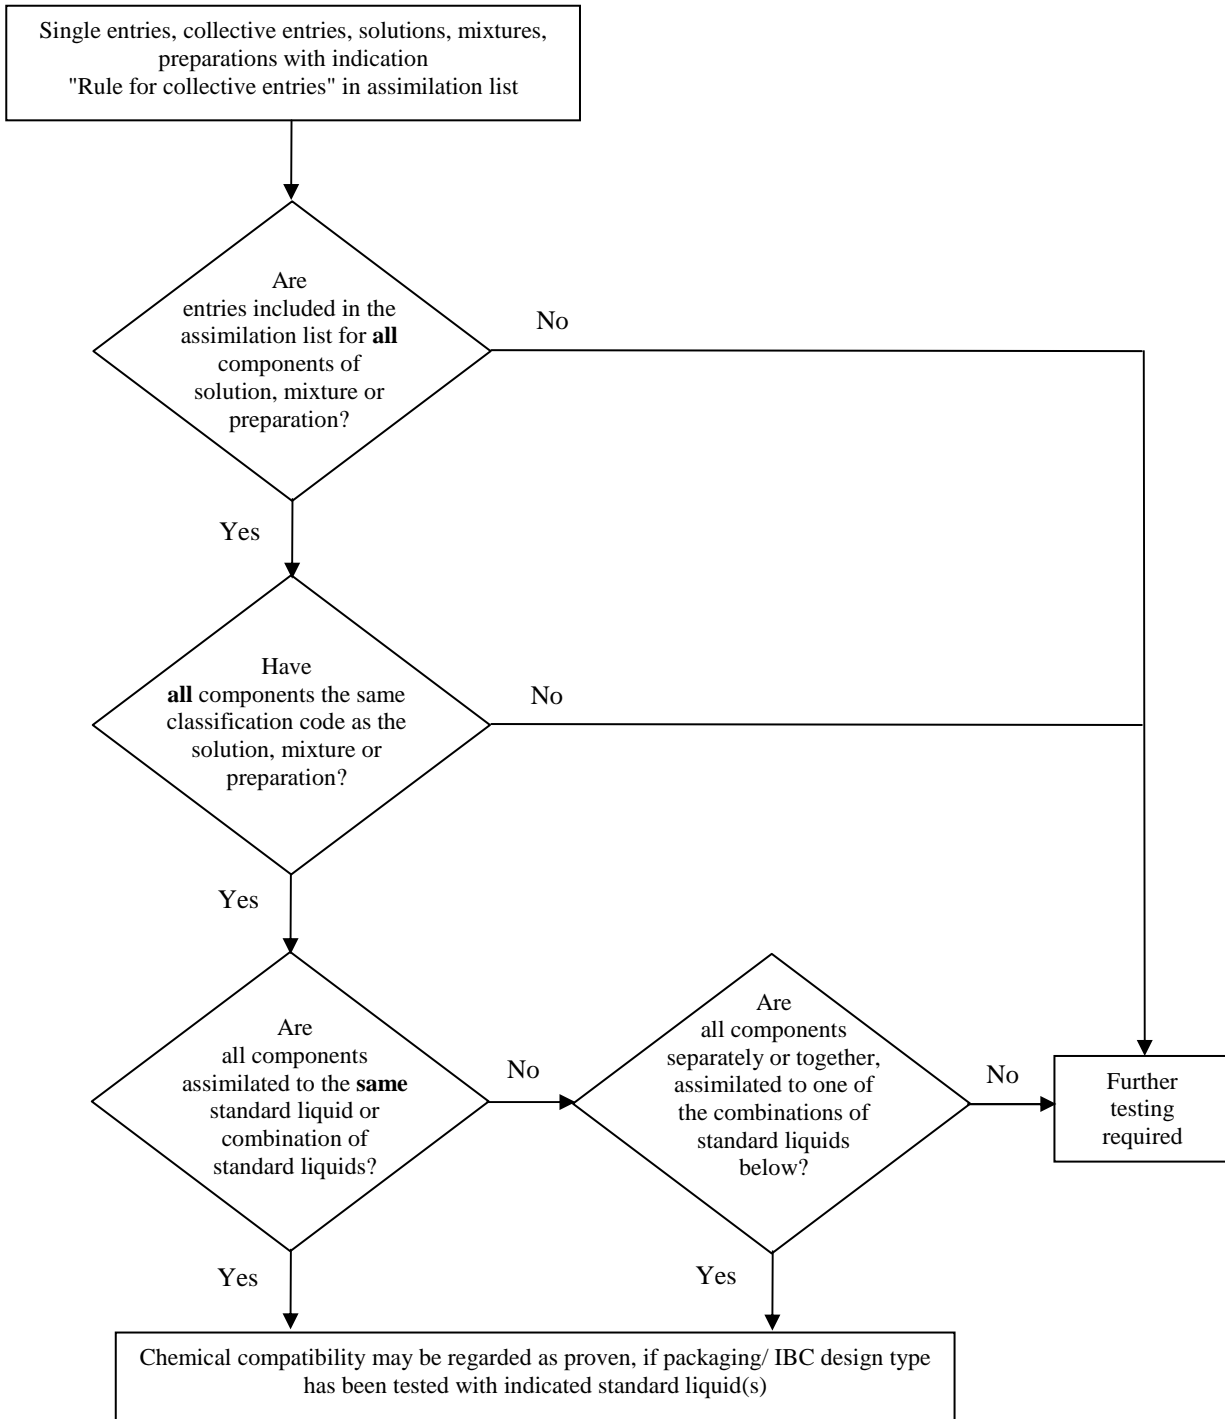 Single entries, collective entries, solutions, mixtures,
preparations with indication
"Rule for collective entries" in assimilation list
Are
entries included in the
assimilation list for all
components of
solution, mixture or
preparation?
No
Yes
Have
all components the same
classification code as the
solution, mixture or
preparation?
No
Yes
Are
all components
assimilated to the same
standard liquid or
combination of
standard liquids?
No
Are
all components
separately or together,
assimilated to one of
the combinations of
standard liquids
below?
No
Further
testing
required
Yes
Yes
Chemical compatibility may be regarded as proven, if packaging/ IBC design type
has been tested with indicated standard liquid(s)